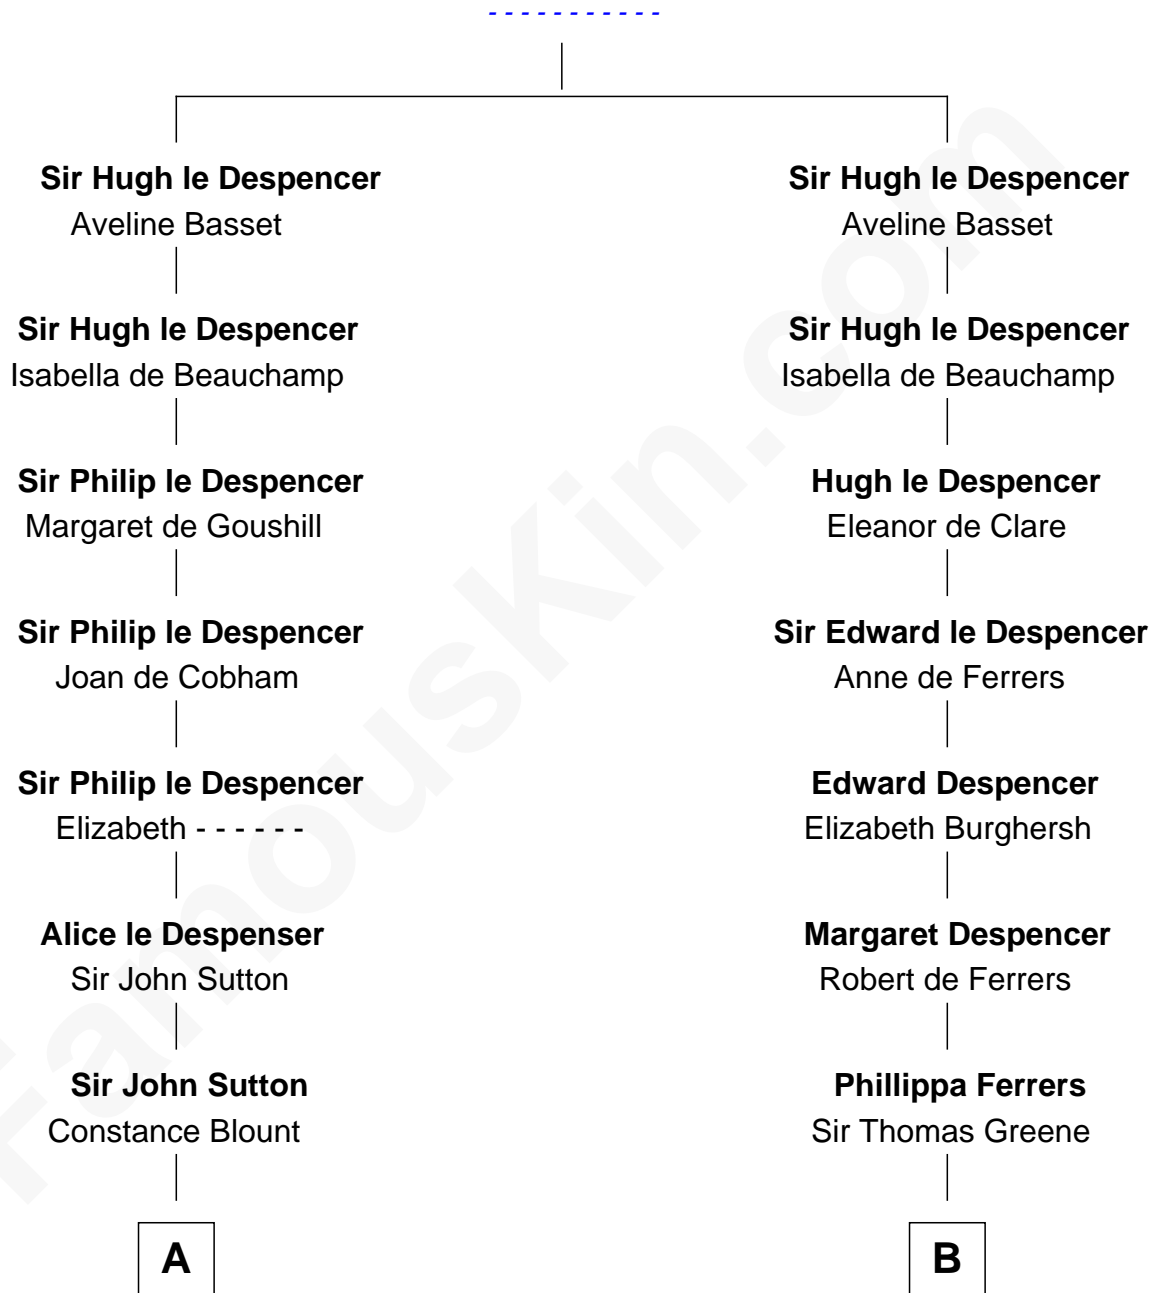 - - - - - - - - - - -
Sir Hugh le Despencer
Aveline Basset
Sir Hugh le Despencer
Isabella de Beauchamp
Sir Philip le Despencer
Margaret de Goushill
Sir Philip le Despencer
Joan de Cobham
Sir Philip le Despencer
Elizabeth - - - - - -
Alice le Despenser
Sir John Sutton
Sir John Sutton
Constance Blount
A
Sir Hugh le Despencer
Aveline Basset
Sir Hugh le Despencer
Isabella de Beauchamp
Hugh le Despencer
Eleanor de Clare
Sir Edward le Despencer
Anne de Ferrers
Edward Despencer
Elizabeth Burghersh
Margaret Despencer
Robert de Ferrers
Phillippa Ferrers
Sir Thomas Greene
B
FamousKin.com